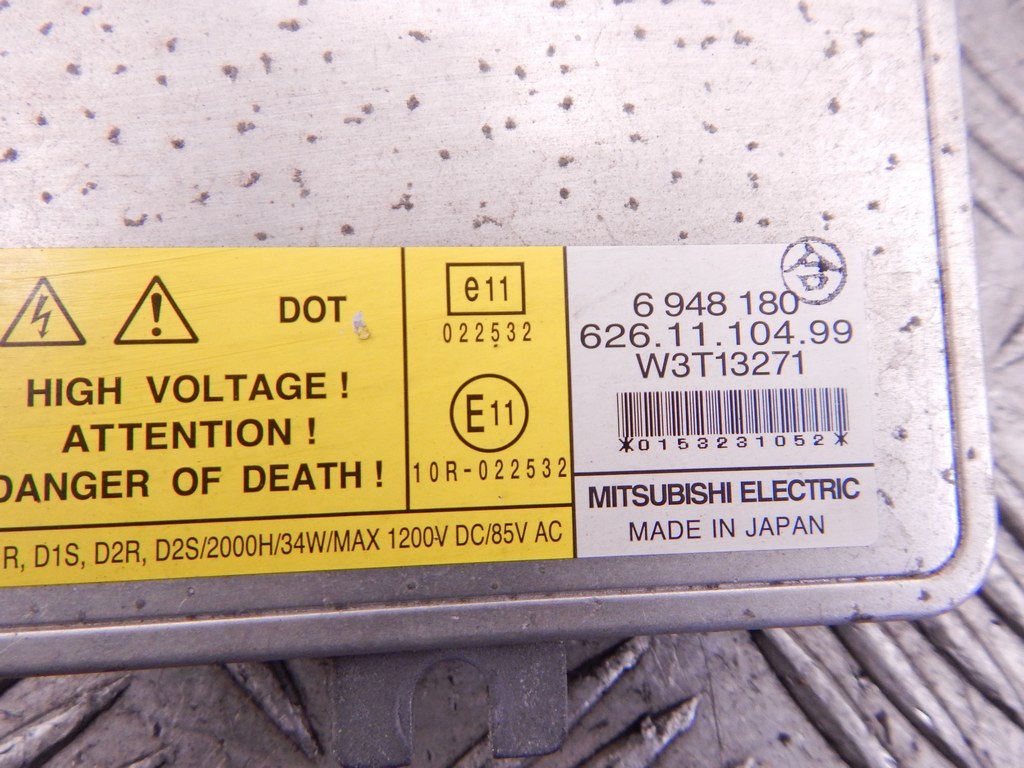 DOT
HIGH VOLTAGE !
ATTENTION !
DANGER OF DEATH !
R, D1S, D2R, D2S/2000H/34W/MAX 1200V DC/85V AC
e11
022532
E11
10R-022532
合
6 948 180
626.11.104.99
W3T13271
*0153231052*
MITSUBISHI ELECTRIC
MADE IN JAPAN